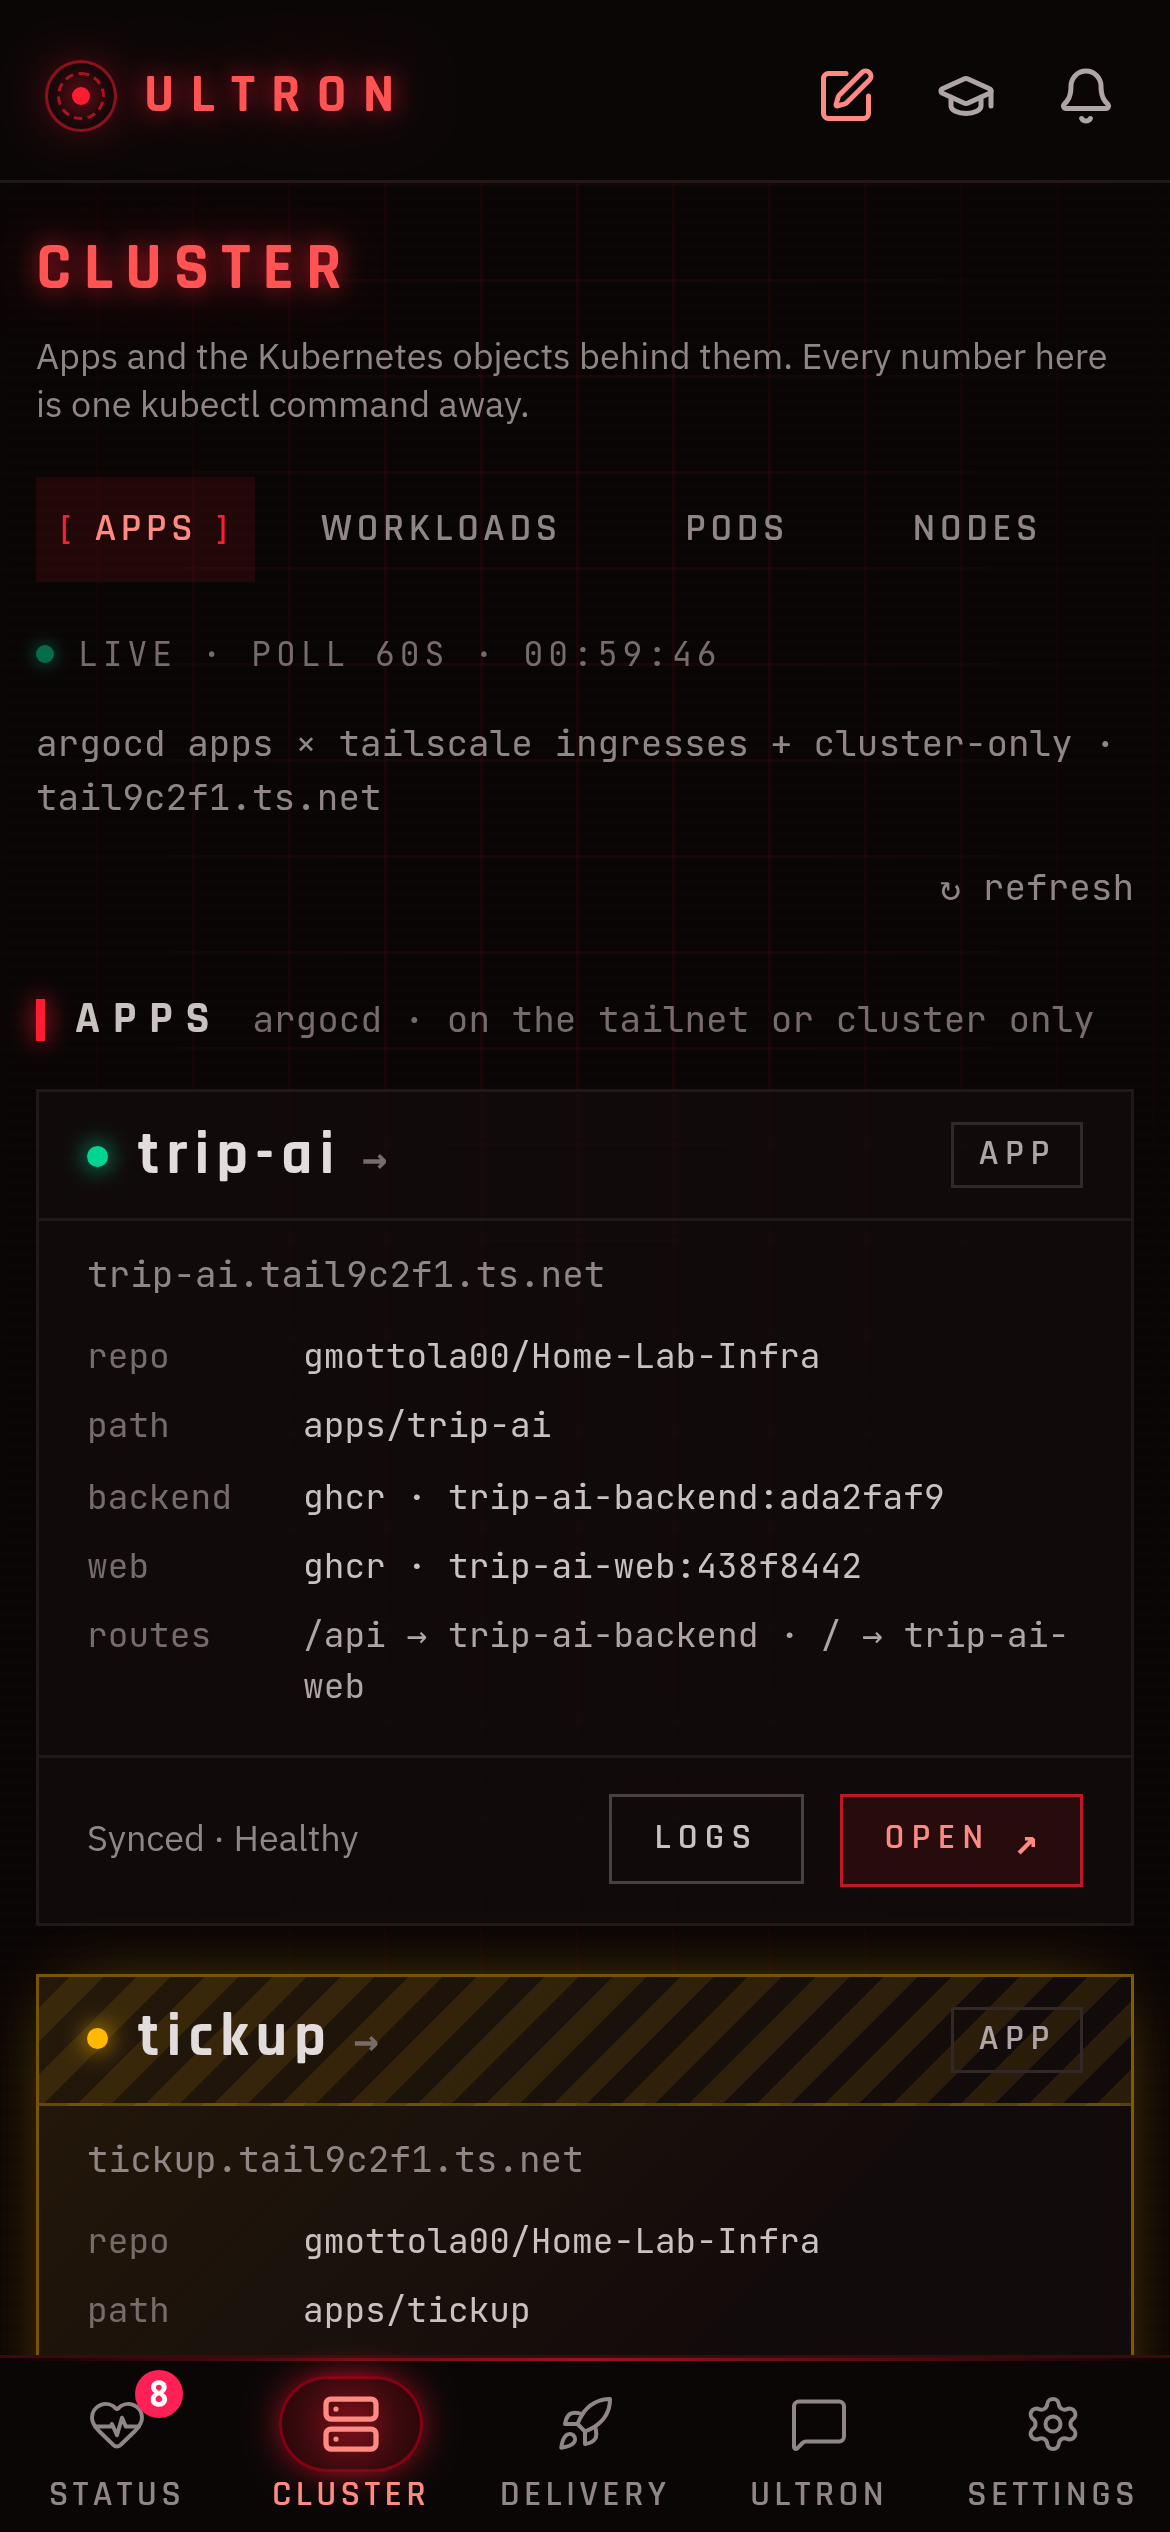 ULTRON
CLUSTER
Apps and the Kubernetes objects behind them. Every number here
is one kubectl command away.
[ APPS ] WORKLOADS PODS NODES
LIVE · POLL 60S · 00:59:46
argocd apps × tailscale ingresses + cluster-only ·
tail9c2f1.ts.net
↻ refresh
APPS argocd · on the tailnet or cluster only
trip-ai → APP
trip-ai.tail9c2f1.ts.net
repo gmottola00/Home-Lab-Infra
path apps/trip-ai
backend ghcr · trip-ai-backend:ada2faf9
web ghcr · trip-ai-web:438f8442
routes /api → trip-ai-backend · / → trip-ai-
web
Synced · Healthy LOGS OPEN ↗
tickup → APP
tickup.tail9c2f1.ts.net
repo gmottola00/Home-Lab-Infra
path apps/tickup
8
STATUS CLUSTER DELIVERY ULTRON SETTINGS